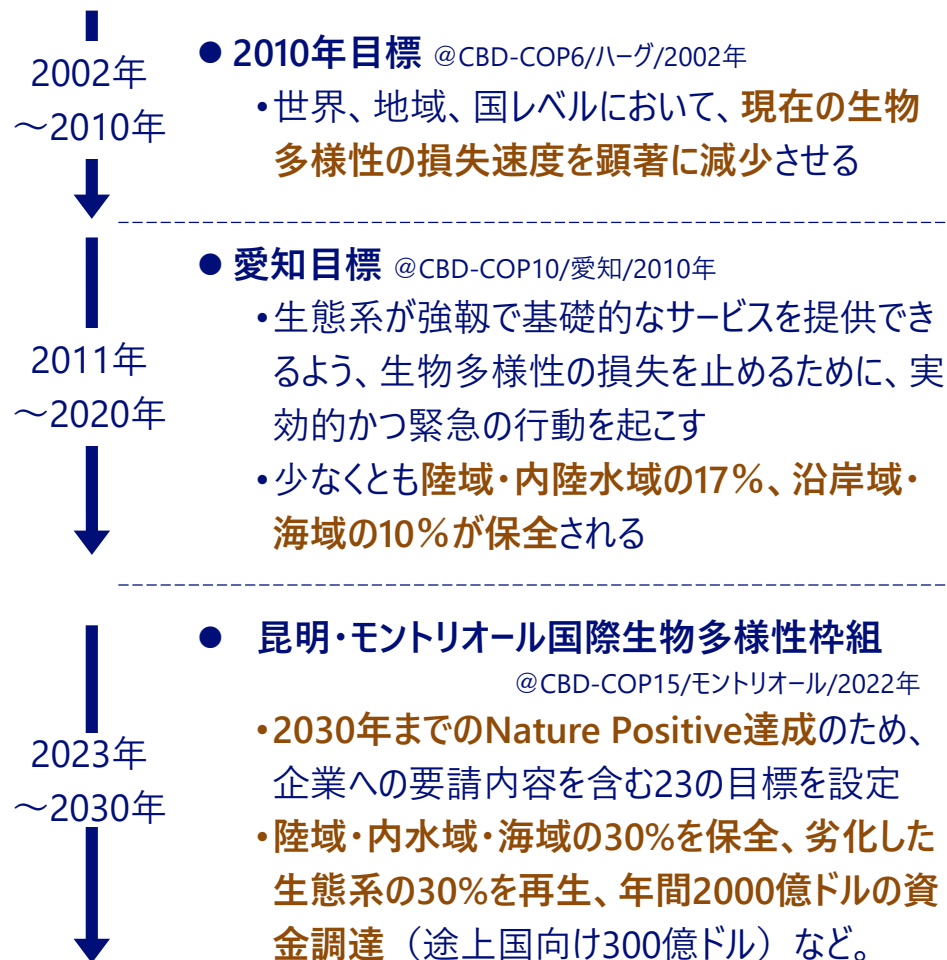 2002年
～2010年
● 2010年目標 @CBD-COP6/ハーグ/2002年
•世界、地域、国レベルにおいて、現在の生物
多様性の損失速度を顕著に減少させる
2011年
～2020年
● 愛知目標 @CBD-COP10/愛知/2010年
•生態系が強靱で基礎的なサービスを提供でき
るよう、生物多様性の損失を止めるために、実
効的かつ緊急の行動を起こす
•少なくとも陸域・内陸水域の17％、沿岸域・
海域の10％が保全される
2023年
～2030年
● 昆明・モントリオール国際生物多様性枠組
@CBD-COP15/モントリオール/2022年
•2030年までのNature Positive達成のため、
企業への要請内容を含む23の目標を設定
•陸域・内水域・海域の30%を保全、劣化した
生態系の30%を再生、年間2000億ドルの資
金調達（途上国向け300億ドル）など。